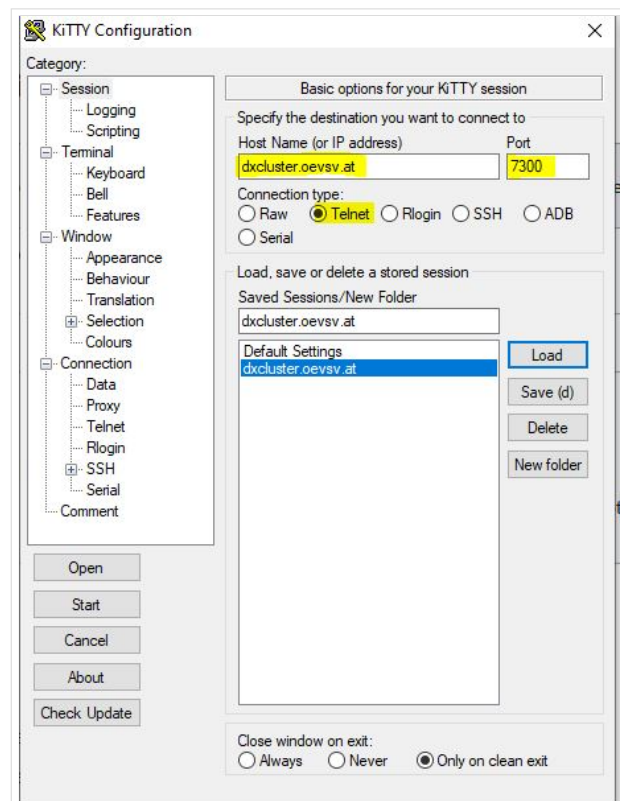 KiTTY Configuration
Category:
Session
Logging
Scripting
Terminal
Keyboard
Bell
Features
Window
Appearance
Behaviour
Translation
Selection
Colours
Connection
Data
Proxy
Telnet
Rlogin
SSH
Serial
Comment
Open
Start
Cancel
About
Check Update
Basic options for your KiTTY session
Specify the destination you want to connect to
Host Name (or IP address) Port
dxcluster.oevsv.at 7300
Connection type:
Raw Telnet Rlogin SSH ADB
Serial
Load, save or delete a stored session
Saved Sessions/New Folder
dxcluster.oevsv.at
Default Settings
dxcluster.oevsv.at
Load
Save (d)
Delete
New folder
Close window on exit:
Always Never Only on clean exit